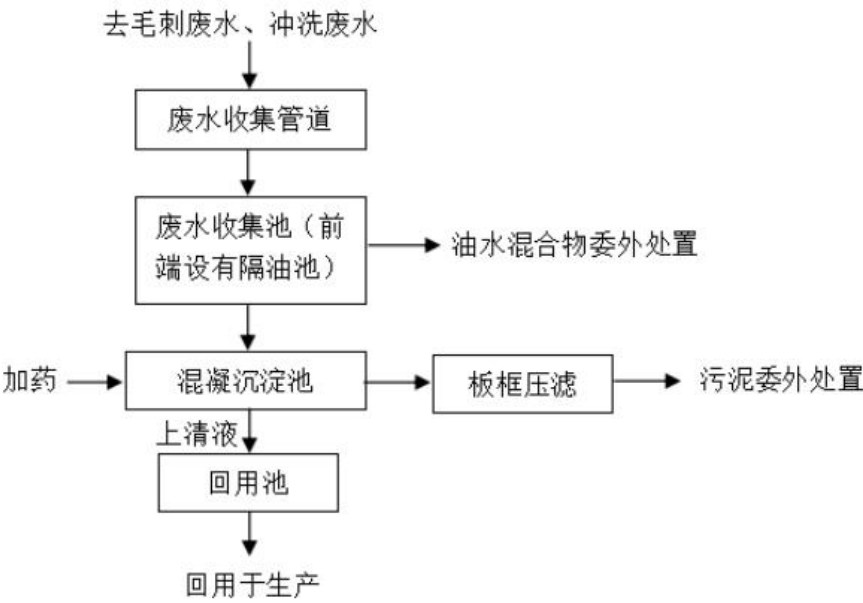 去毛刺废水、冲洗废水
废水收集管道
废水收集池（前
端设有隔油池）
油水混合物委外处置
加药
混凝沉淀池
板框压滤
污泥委外处置
上清液
回用池
回用于生产